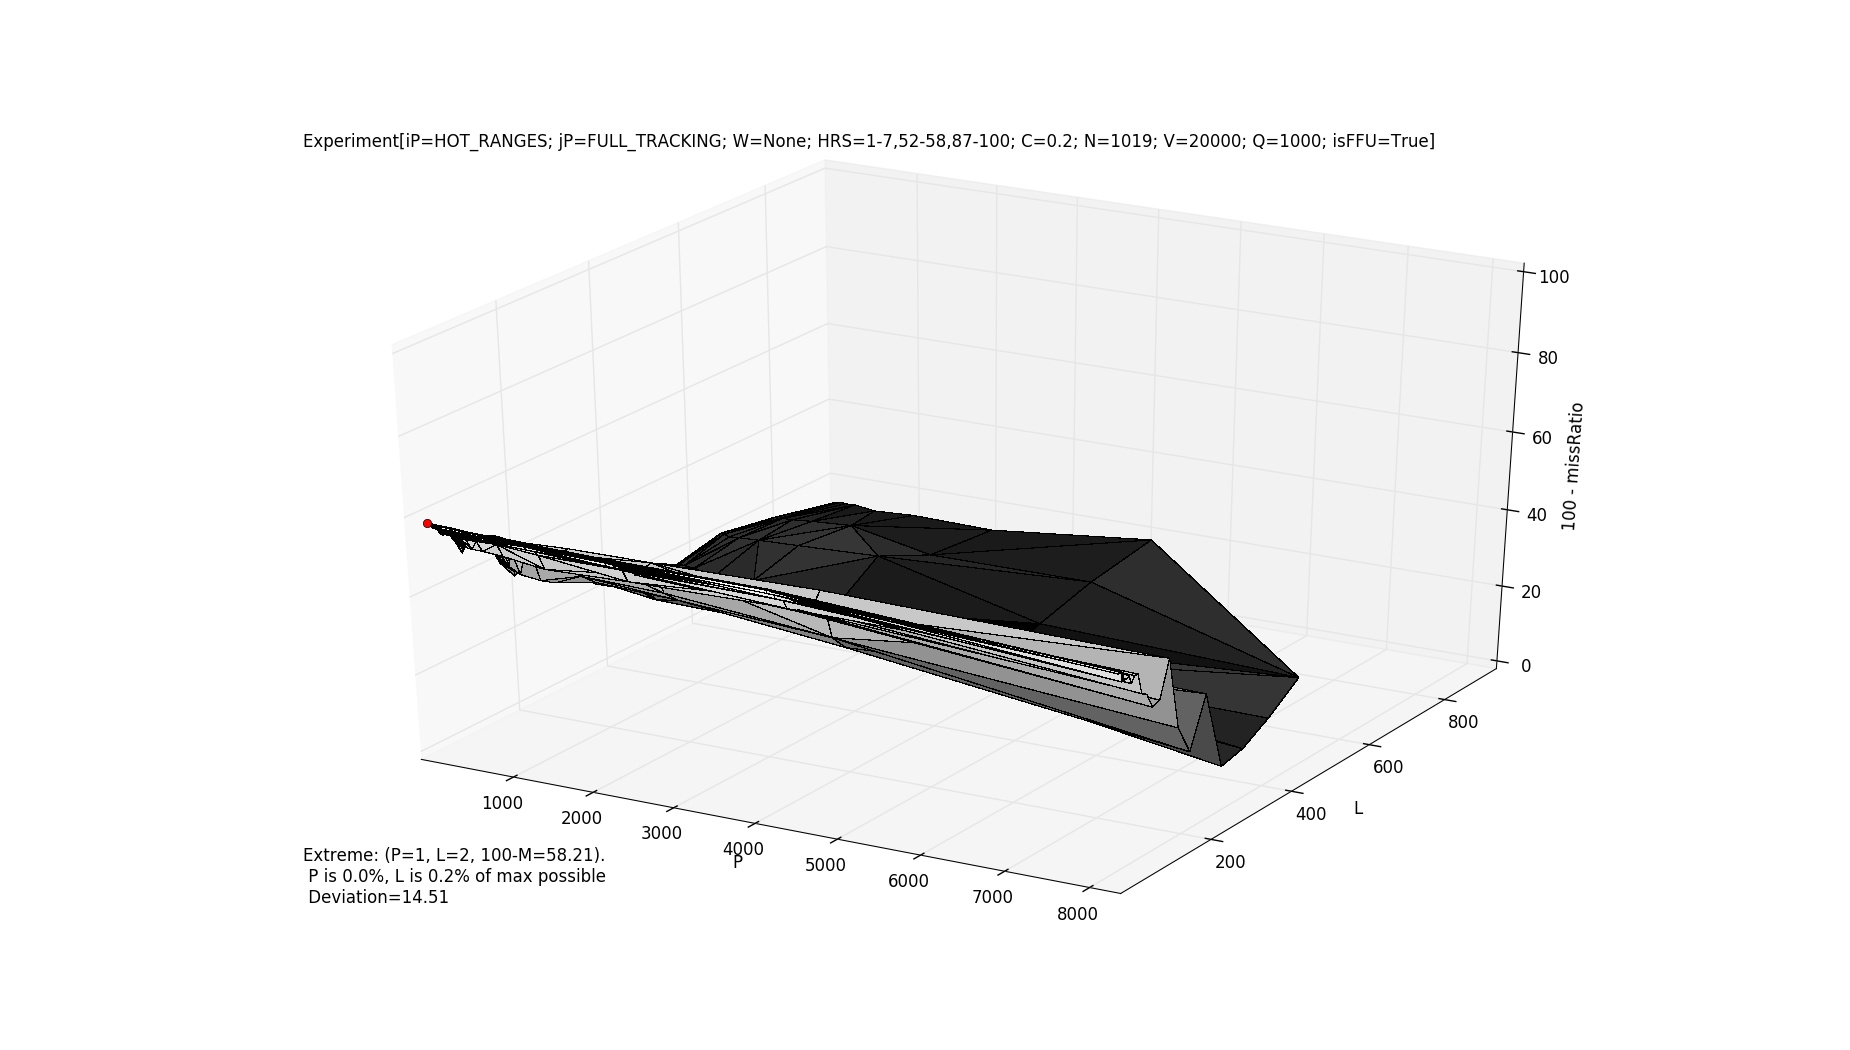 Experiment[iP=HOT_RANGES; jP=FULL_TRACKING; W=None; HRS=1-7,52-58,87-100; C=0.2; N=1019; V=20000; Q=1000; isFFU=True]
100
80
60
40
20
0
100 - missRatio
800
600
400
200
L
1000
2000
3000
4000
5000
6000
7000
8000
P
Extreme: (P=1, L=2, 100-M=58.21).
P is 0.0%, L is 0.2% of max possible
Deviation=14.51